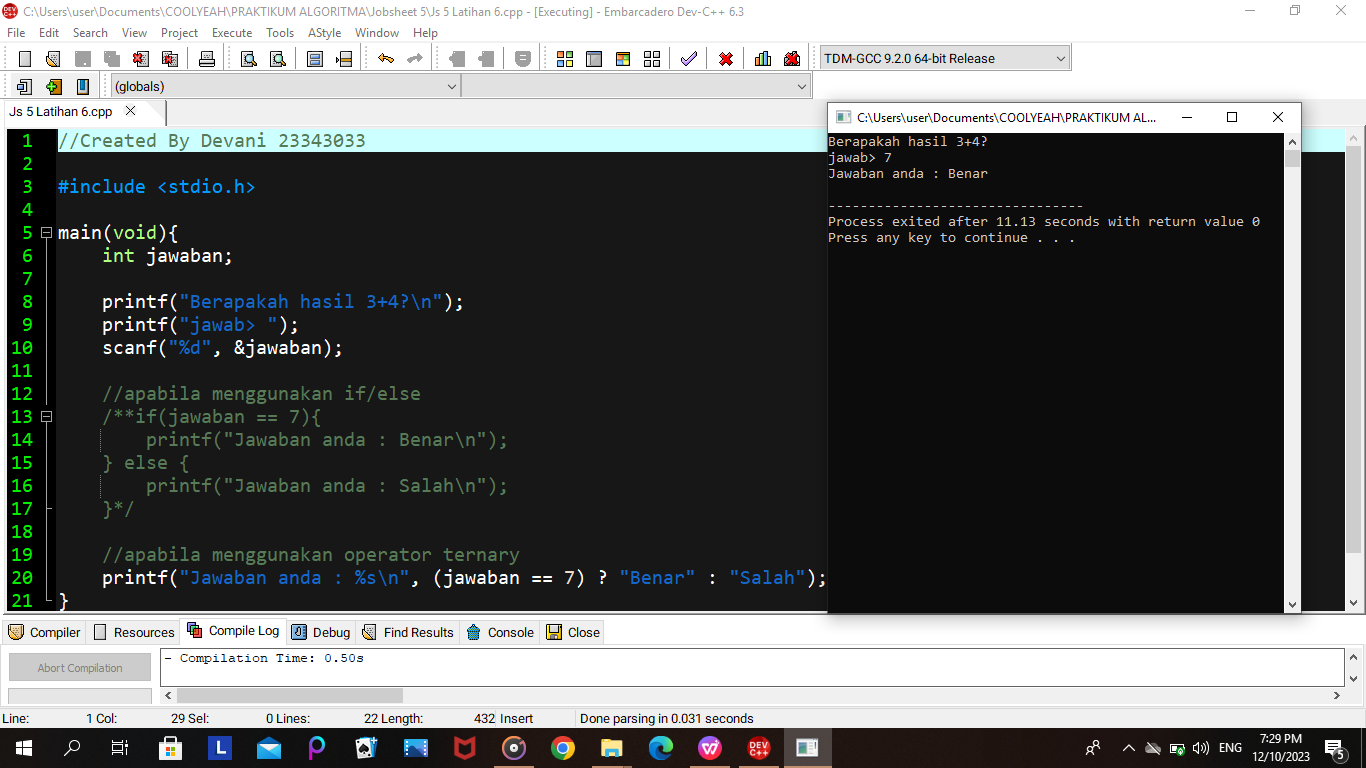 C:\Users\user\Documents\COOLYEAH\PRAKTIKUM ALGORITMA\Jobsheet 5\Js 5 Latihan 6.cpp - [Executing] - Embarcadero Dev-C++ 6.3
File Edit Search View Project Execute Tools AStyle Window Help
TDM-GCC 9.2.0 64-bit Release
(globals)
Js 5 Latihan 6.cpp
1 //Created By Devani 23343033
2
3 #include <stdio.h>
4
5 main(void){
6 int jawaban;
7
8 printf("Berapakah hasil 3+4?\n");
9 printf("jawab> ");
10 scanf("%d", &jawaban);
11
12 //apabila menggunakan if/else
13 /**if(jawaban == 7){
14 printf("Jawaban anda : Benar\n");
15 } else {
16 printf("Jawaban anda : Salah\n");
17 }*/
18
19 //apabila menggunakan operator ternary
20 printf("Jawaban anda : %s\n", (jawaban == 7) ? "Benar" : "Salah");
21 }
C:\Users\user\Documents\COOLYEAH\PRAKTIKUM AL...
Berapakah hasil 3+4?
jawab> 7
Jawaban anda : Benar
--------------------------------
Process exited after 11.13 seconds with return value 0
Press any key to continue . . .
Compiler Resources Compile Log Debug Find Results Console Close
Abort Compilation
- Compilation Time: 0.50s
Line: 1 Col: 29 Sel: 0 Lines: 22 Length: 432 Insert Done parsing in 0.031 seconds
L
DEV C++
ENG
7:29 PM
12/10/2023
5